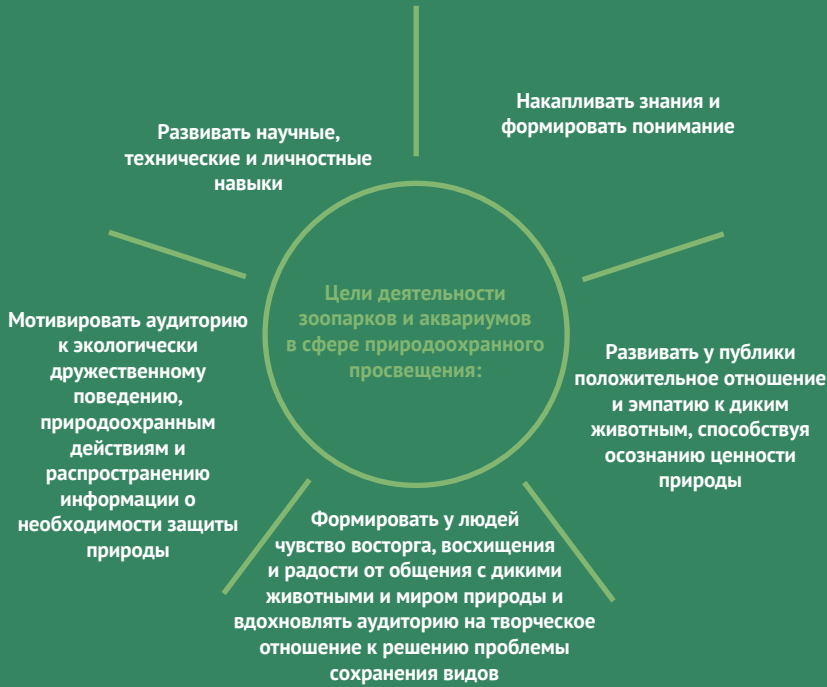 Цели деятельности
зоопарков и аквариумов
в сфере природоохранного
просвещения:
Накапливать знания и
формировать понимание
Развивать у публики
положительное отношение
и эмпатию к диким
животным, способствуя
осознанию ценности
природы
Формировать у людей
чувство восторга, восхищения
и радости от общения с дикими
животными и миром природы и
вдохновлять аудиторию на творческое
отношение к решению проблемы
сохранения видов
Мотивировать аудиторию
к экологически
дружественному
поведению,
природоохранным
действиям и
распространению
информации о
необходимости защиты
природы
Развивать научные,
технические и личностные
навыки